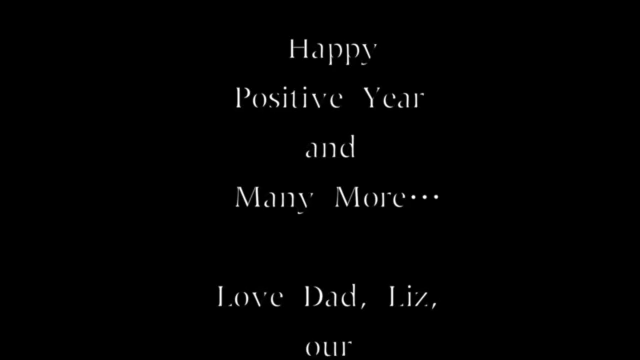 Happy
Positive Year
and
Many More…
Love Dad, Liz,
our